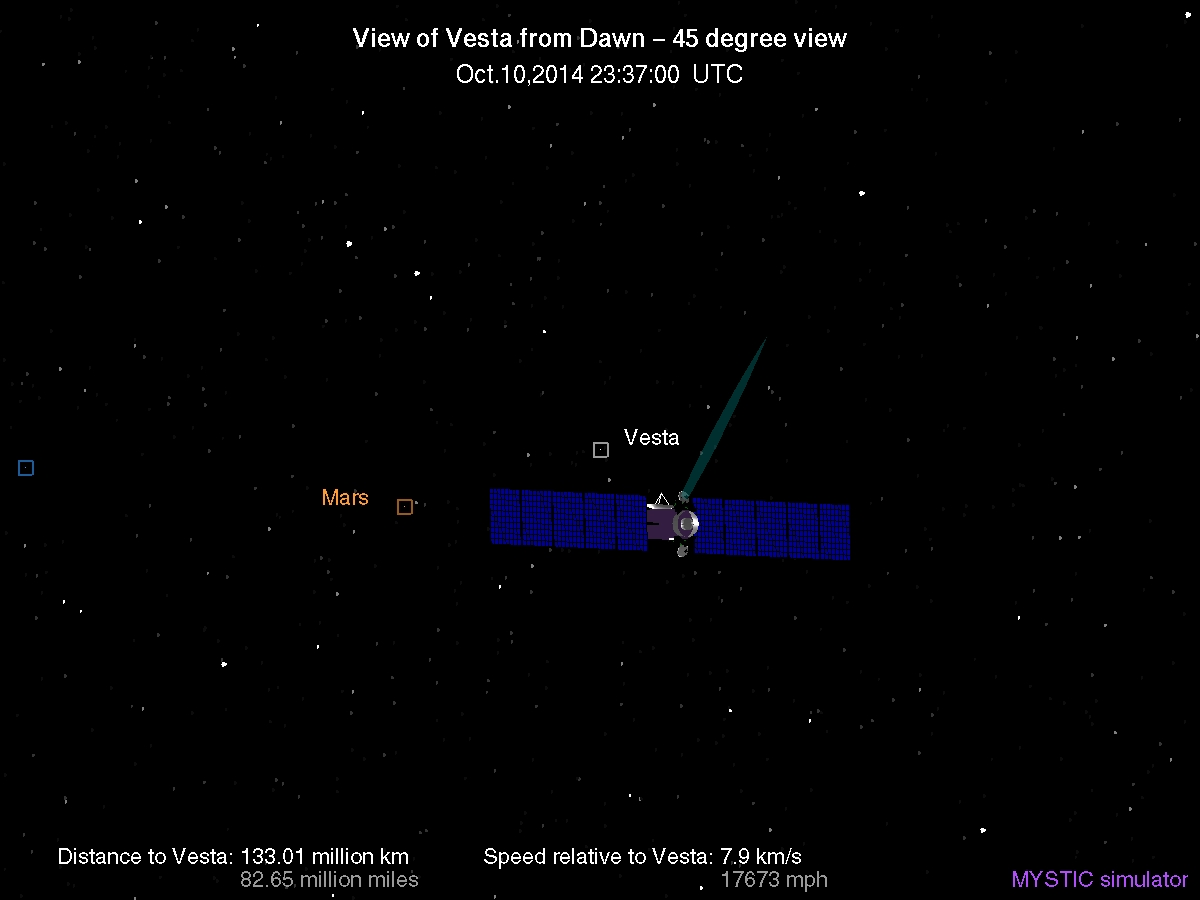 View of Vesta from Dawn – 45 degree view
Oct.10,2014 23:37:00 UTC
Vesta
Mars
Distance to Vesta: 133.01 million km
82.65 million miles
Speed relative to Vesta: 7.9 km/s
17673 mph
MYSTIC simulator